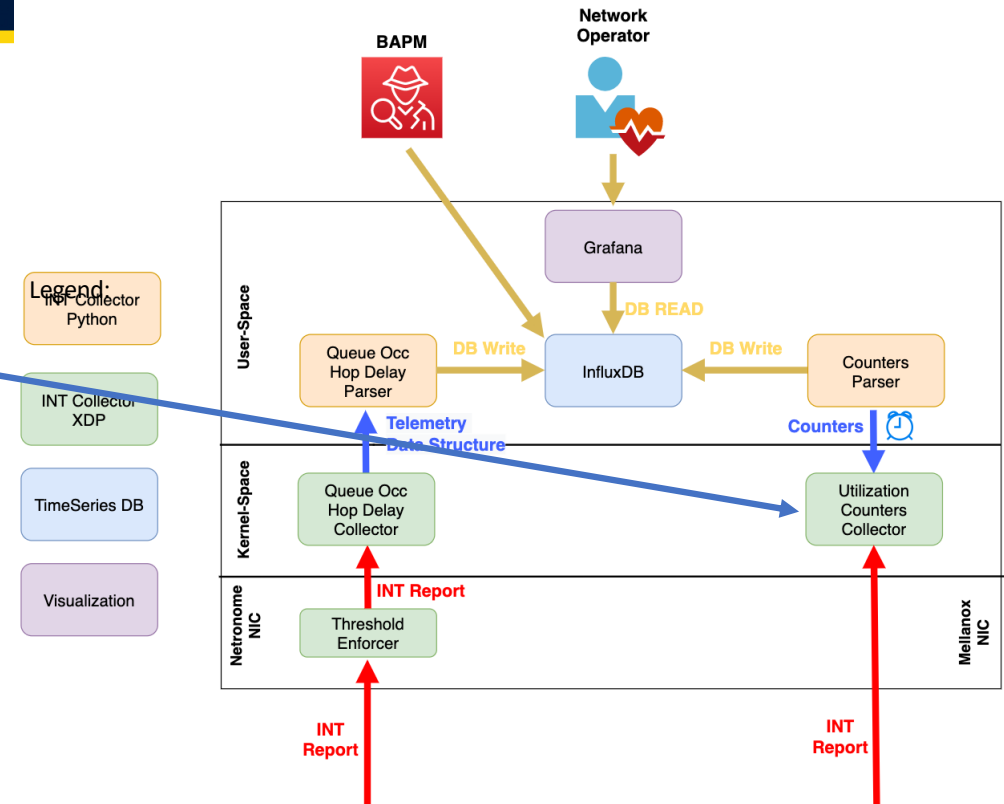 Network
Operator
BAPM
Grafana
DB READ
User-Space
Legend:
INT Collector
Python
Queue Occ
Hop Delay
Parser
DB Write
InfluxDB
DB Write
Counters
Parser
INT Collector
XDP
Telemetry
Data Structure
Counters
Kernel-Space
TimeSeries DB
Queue Occ
Hop Delay
Collector
Utilization
Counters
Collector
INT Report
Visualization
Netronome
NIC
Threshold
Enforcer
Mellanox
NIC
INT
Report
INT
Report